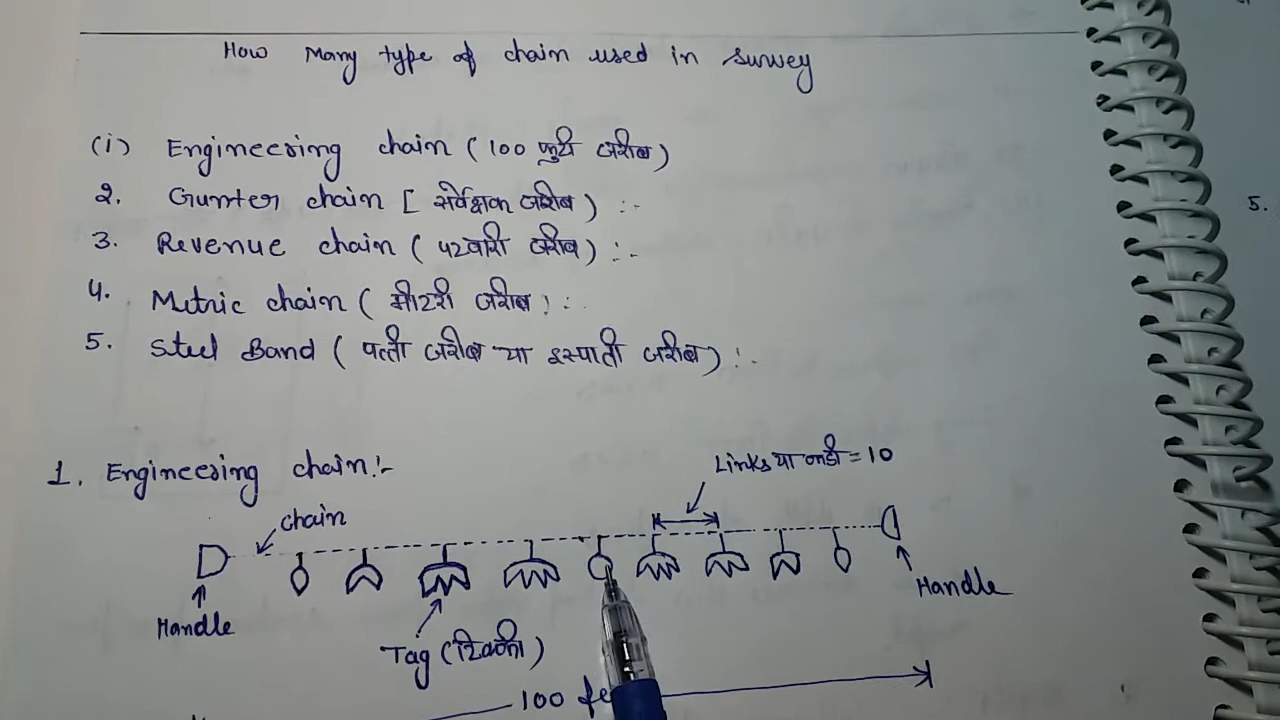 How Many type of chain used in survey
(i) Engineering chain ( 100 फुटी जरीब )
2. Gunter chain [ सर्वेक्षक जरीब ) :-
3. Revenue chain ( पटवारी जरीब ) :-
4. Metric chain ( मीटरी जरीब ) :-
5. Steel Band ( पत्ती जरीब या इस्पाती जरीब ) :-
5.
1. Engineering chain :-
Links या कडी = 10
chain
Handle
Handle
Tag ( टिकली )
100 fe